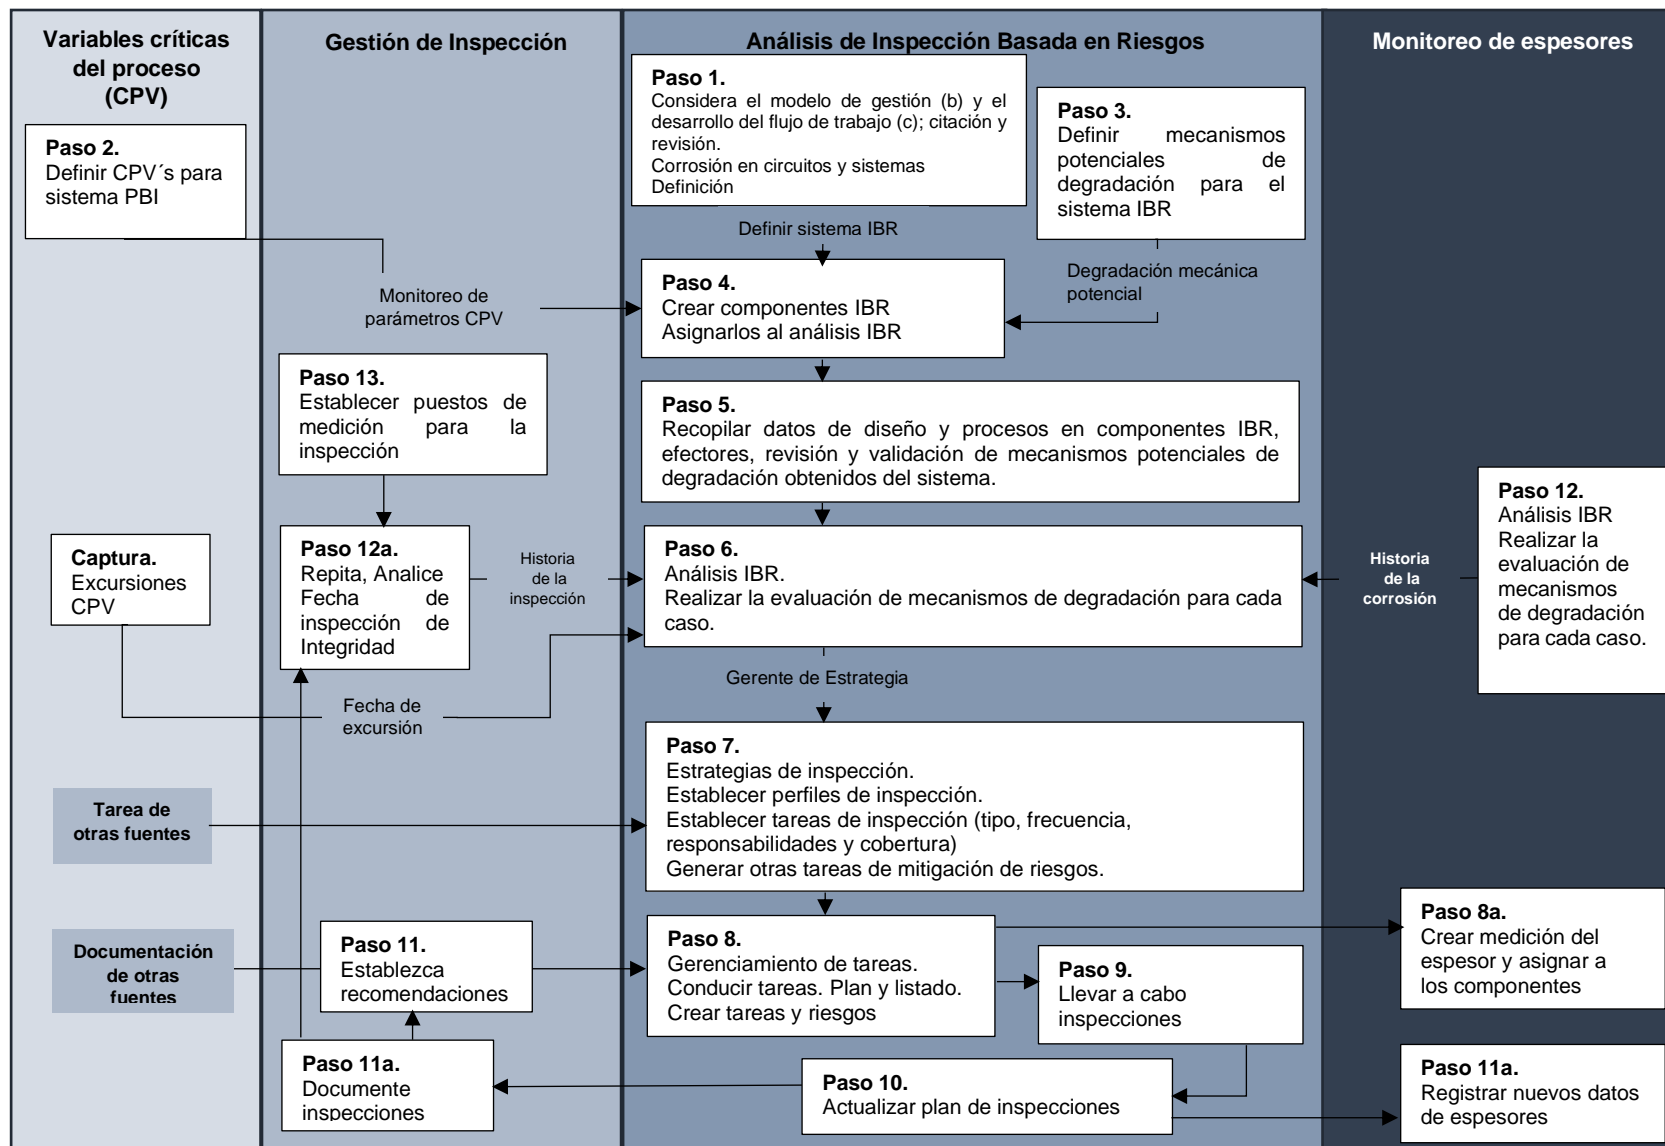 Variables críticas
del proceso
(CPV)
Gestión de Inspección
Análisis de Inspección Basada en Riesgos
Monitoreo de espesores
Paso 1.
Considera el modelo de gestión (b) y el
desarrollo del flujo de trabajo (c); citación y
revisión.
Corrosión en circuitos y sistemas
Definición
Paso 2.
Definir CPV´s para
sistema PBI
Paso 3.
Definir mecanismos
potenciales de
degradación para el
sistema IBR
Definir sistema IBR
Degradación mecánica
potencial
Monitoreo de
parámetros CPV
Paso 4.
Crear componentes IBR
Asignarlos al análisis IBR
Paso 13.
Establecer puestos de
medición para la
inspección
Paso 5.
Recopilar datos de diseño y procesos en componentes IBR,
efectores, revisión y validación de mecanismos potenciales de
degradación obtenidos del sistema.
Captura.
Excursiones
CPV
Paso 12a.
Repita, Analice
Fecha de
inspección de
Integridad
Historia
de la
inspección
Paso 6.
Análisis IBR.
Realizar la evaluación de mecanismos de degradación para cada
caso.
Historia
de la
corrosión
Paso 12.
Análisis IBR
Realizar la
evaluación de
mecanismos
de degradación
para cada caso.
Gerente de Estrategia
Fecha de
excursión
Paso 7.
Estrategias de inspección.
Establecer perfiles de inspección.
Establecer tareas de inspección (tipo, frecuencia,
responsabilidades y cobertura)
Generar otras tareas de mitigación de riesgos.
Tarea de
otras fuentes
Documentación
de otras
fuentes
Paso 11.
Establezca
recomendaciones
Paso 8.
Gerenciamiento de tareas.
Conducir tareas. Plan y listado.
Crear tareas y riesgos
Paso 9.
Llevar a cabo
inspecciones
Paso 8a.
Crear medición del
espesor y asignar a
los componentes
Paso 11a.
Documente
inspecciones
Paso 10.
Actualizar plan de inspecciones
Paso 11a.
Registrar nuevos datos
de espesores